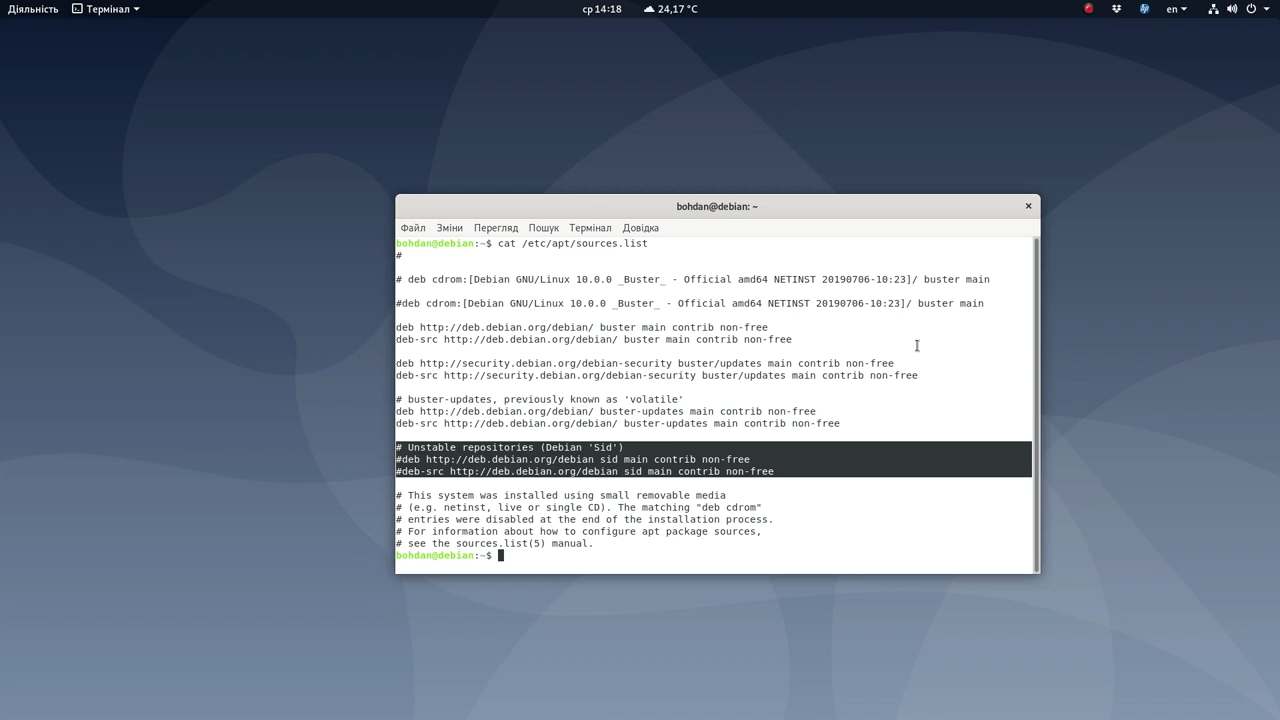 Діяльність Термінал ср 14:18 24,17 °C en
bohdan@debian: ~
Файл Зміни Перегляд Пошук Термінал Довідка
bohdan@debian:~$ cat /etc/apt/sources.list
#
# deb cdrom:[Debian GNU/Linux 10.0.0 _Buster_ - Official amd64 NETINST 20190706-10:23]/ buster main
#deb cdrom:[Debian GNU/Linux 10.0.0 _Buster_ - Official amd64 NETINST 20190706-10:23]/ buster main
deb http://deb.debian.org/debian/ buster main contrib non-free
deb-src http://deb.debian.org/debian/ buster main contrib non-free
deb http://security.debian.org/debian-security buster/updates main contrib non-free
deb-src http://security.debian.org/debian-security buster/updates main contrib non-free
# buster-updates, previously known as 'volatile'
deb http://deb.debian.org/debian/ buster-updates main contrib non-free
deb-src http://deb.debian.org/debian/ buster-updates main contrib non-free
# Unstable repositories (Debian 'Sid')
#deb http://deb.debian.org/debian sid main contrib non-free
#deb-src http://deb.debian.org/debian sid main contrib non-free
# This system was installed using small removable media
# (e.g. netinst, live or single CD). The matching "deb cdrom"
# entries were disabled at the end of the installation process.
# For information about how to configure apt package sources,
# see the sources.list(5) manual.
bohdan@debian:~$